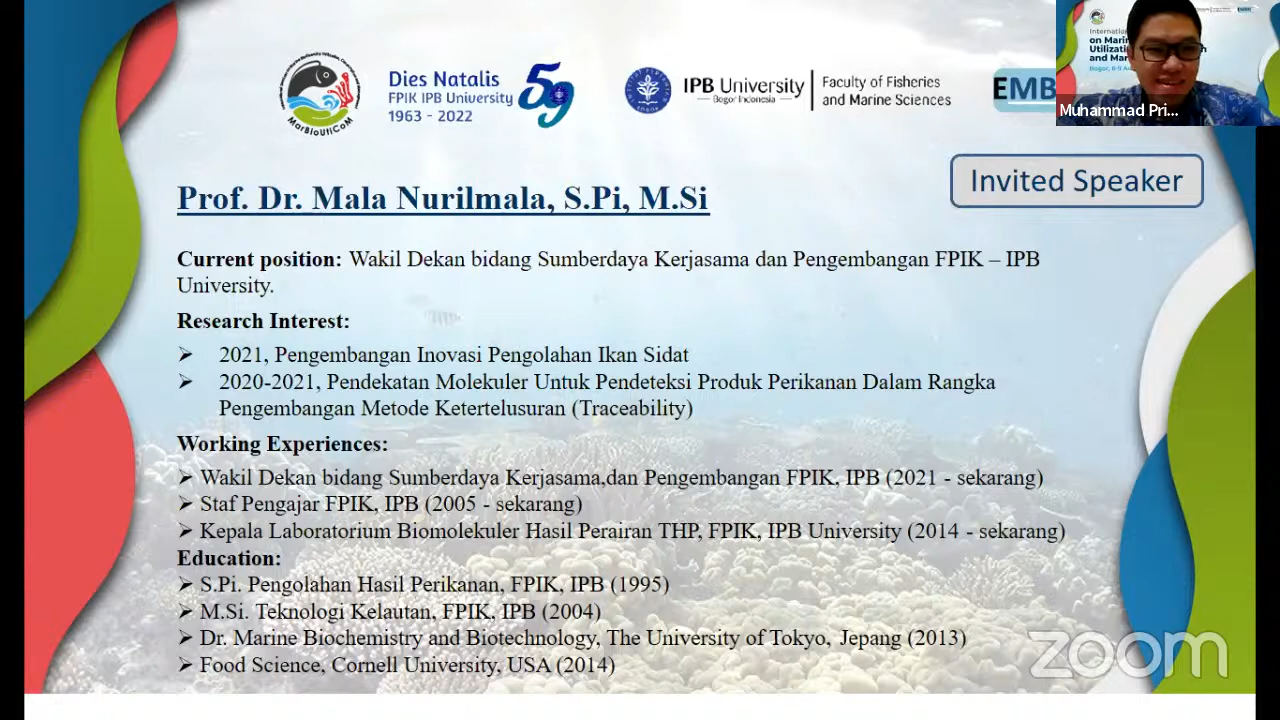 Dies Natalis
FPIK IPB University
1963 - 2022
59
IPB University
Bogor Indonesia
Faculty of Fisheries
and Marine Sciences
EMB
MarBioUtiCoM
Muhammad Pri...
Invited Speaker
Prof. Dr. Mala Nurilmala, S.Pi, M.Si
Current position: Wakil Dekan bidang Sumberdaya Kerjasama dan Pengembangan FPIK – IPB
University.
Research Interest:
➢ 2021, Pengembangan Inovasi Pengolahan Ikan Sidat
➢ 2020-2021, Pendekatan Molekuler Untuk Pendeteksi Produk Perikanan Dalam Rangka
Pengembangan Metode Ketertelusuran (Traceability)
Working Experiences:
➢ Wakil Dekan bidang Sumberdaya Kerjasama,dan Pengembangan FPIK, IPB (2021 - sekarang)
➢ Staf Pengajar FPIK, IPB (2005 - sekarang)
➢ Kepala Laboratorium Biomolekuler Hasil Perairan THP, FPIK, IPB University (2014 - sekarang)
Education:
➢ S.Pi. Pengolahan Hasil Perikanan, FPIK, IPB (1995)
➢ M.Si. Teknologi Kelautan, FPIK, IPB (2004)
➢ Dr. Marine Biochemistry and Biotechnology, The University of Tokyo, Jepang (2013)
➢ Food Science, Cornell University, USA (2014)
zoom